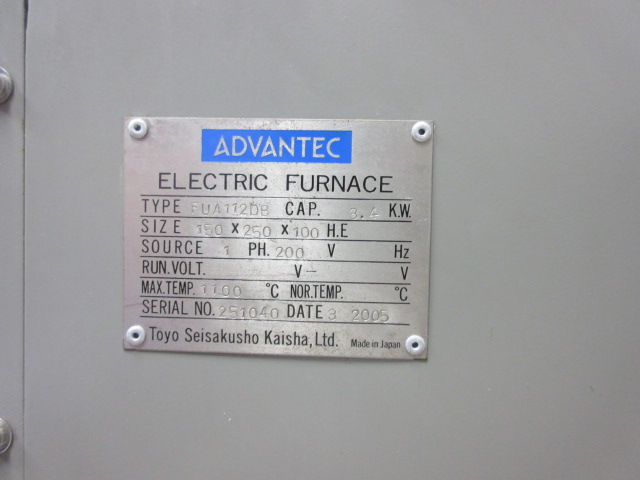 ADVANTEC
ELECTRIC FURNACE
TYPE FUA112DB CAP. 3.4 K.W.
SIZE 150 x 250 x 100 H.E
SOURCE 1 PH. 200 V Hz
RUN.VOLT. V- V
MAX.TEMP. 1100 °C NOR.TEMP. °C
SERIAL NO. 251040 DATE 3 2005
Toyo Seisakusho Kaisha, Ltd. Made in Japan